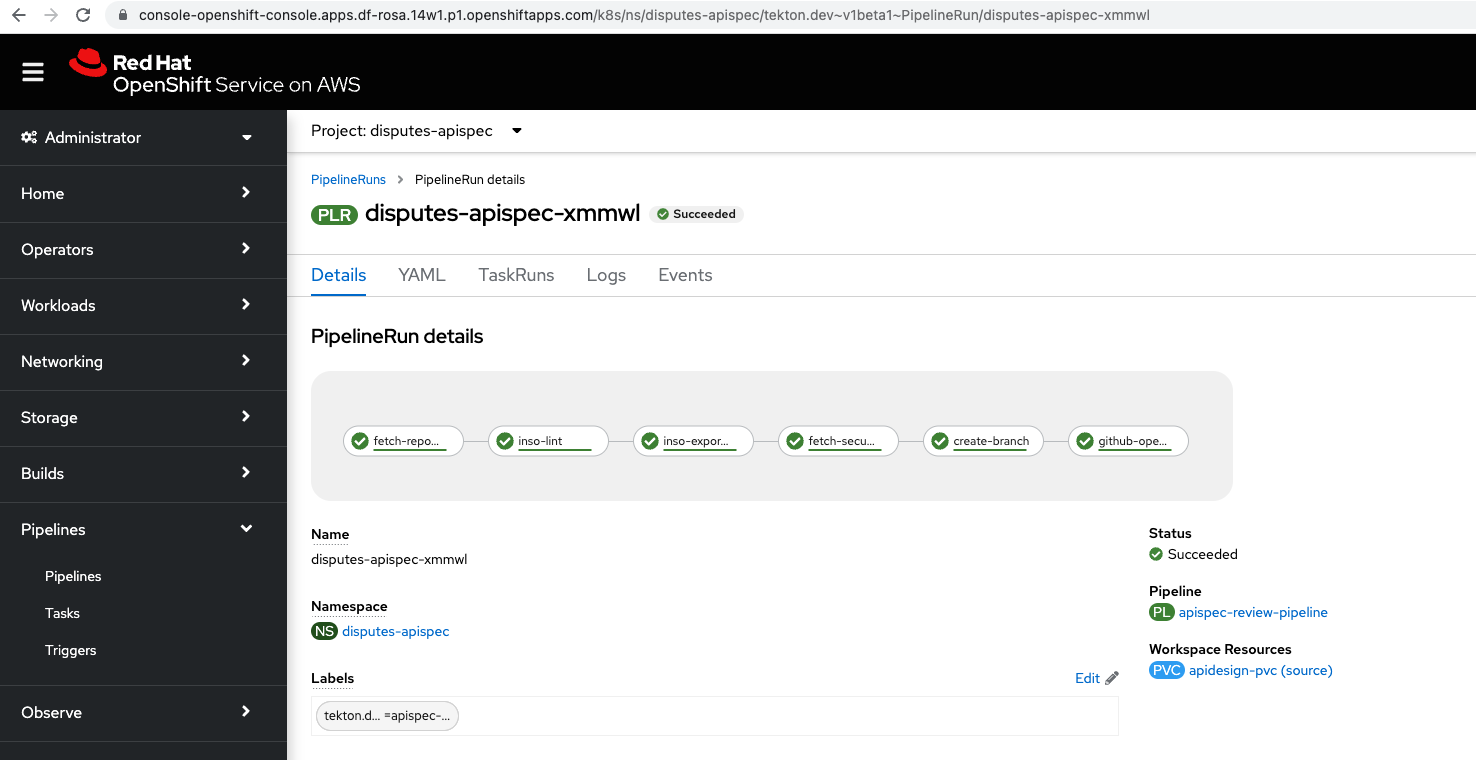 console-openshift-console.apps.df-rosa.14w1.p1.openshiftapps.com/k8s/ns/disputes-apispec/tekton.dev~v1beta1~PipelineRun/disputes-apispec-xmmwl
Red Hat
OpenShift Service on AWS
Administrator
Home
Operators
Workloads
Networking
Storage
Builds
Pipelines
Pipelines
Tasks
Triggers
Observe
Project: disputes-apispec
PipelineRuns > PipelineRun details
PLR disputes-apispec-xmmwl Succeeded
Details YAML TaskRuns Logs Events
PipelineRun details
fetch-repo... inso-lint inso-expor... fetch-secu... create-branch github-ope...
Name
disputes-apispec-xmmwl
Namespace
NS disputes-apispec
Labels Edit
tekton.d... =apispec-...
Status
Succeeded
Pipeline
PL apispec-review-pipeline
Workspace Resources
PVC apidesign-pvc (source)